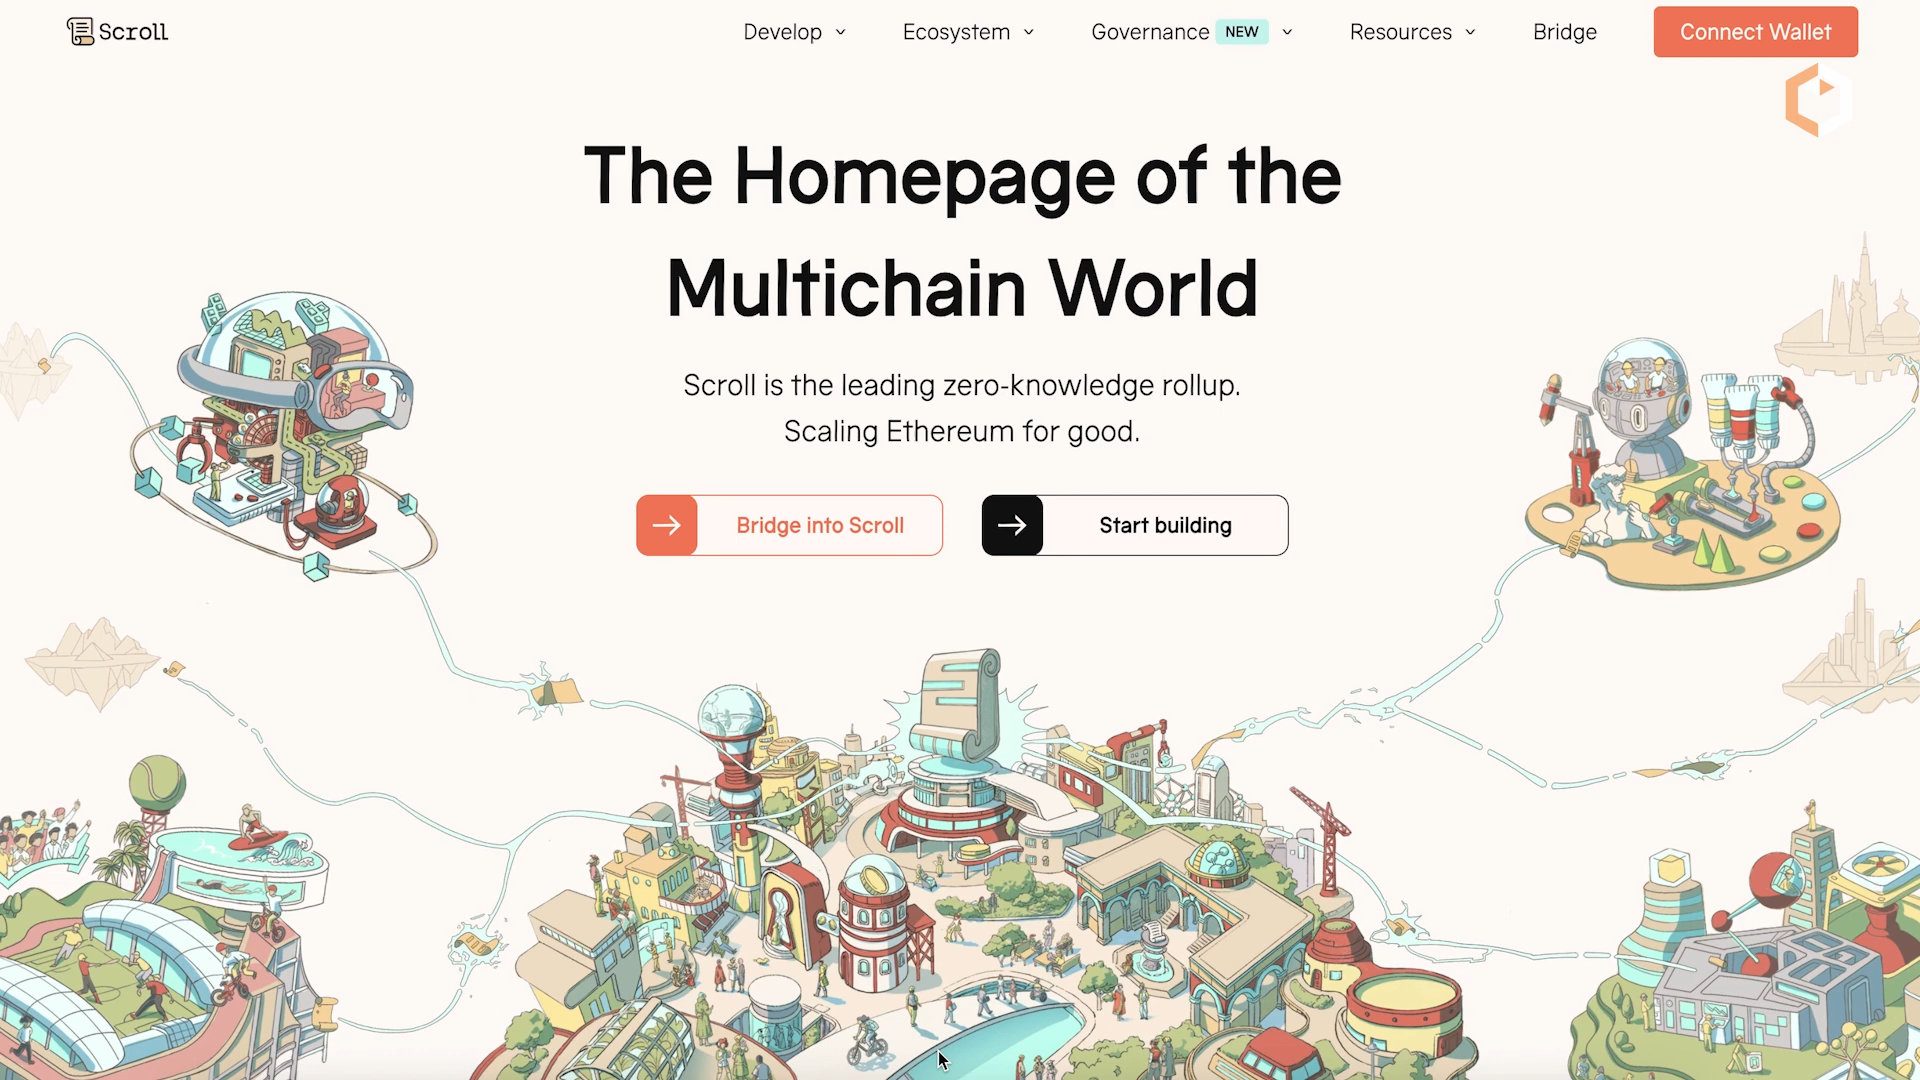 Scroll
Develop
Ecosystem
Governance NEW
Resources
Bridge
Connect Wallet
The Homepage of the
Multichain World
Scroll is the leading zero-knowledge rollup.
Scaling Ethereum for good.
Bridge into Scroll
Start building